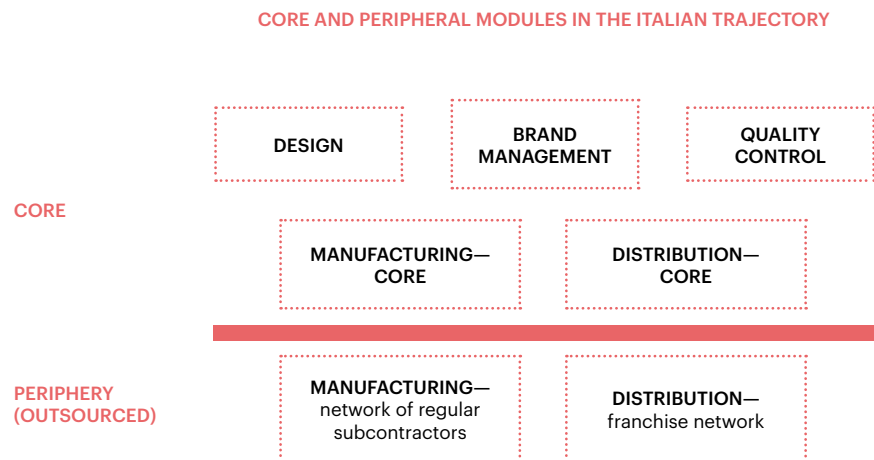 CORE AND PERIPHERAL MODULES IN THE ITALIAN TRAJECTORY
DESIGN
BRAND
MANAGEMENT
QUALITY
CONTROL
CORE
MANUFACTURING—
CORE
DISTRIBUTION—
CORE
PERIPHERY
(OUTSOURCED)
MANUFACTURING—
network of regular
subcontractors
DISTRIBUTION—
franchise network